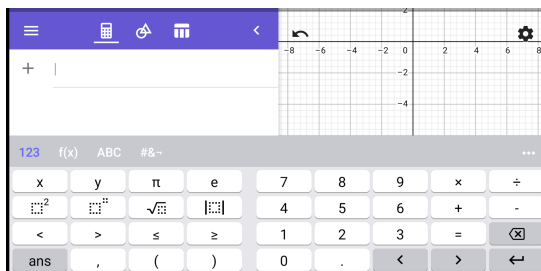 2
-8 -6 -4 -2 0 2 4 6 8
-2
-4
123 f(x) ABC #&¬
x y π e 7 8 9 × ÷
2 4 5 6 + -
< > ≤ ≥ 1 2 3 =
ans , ( ) 0 . < >